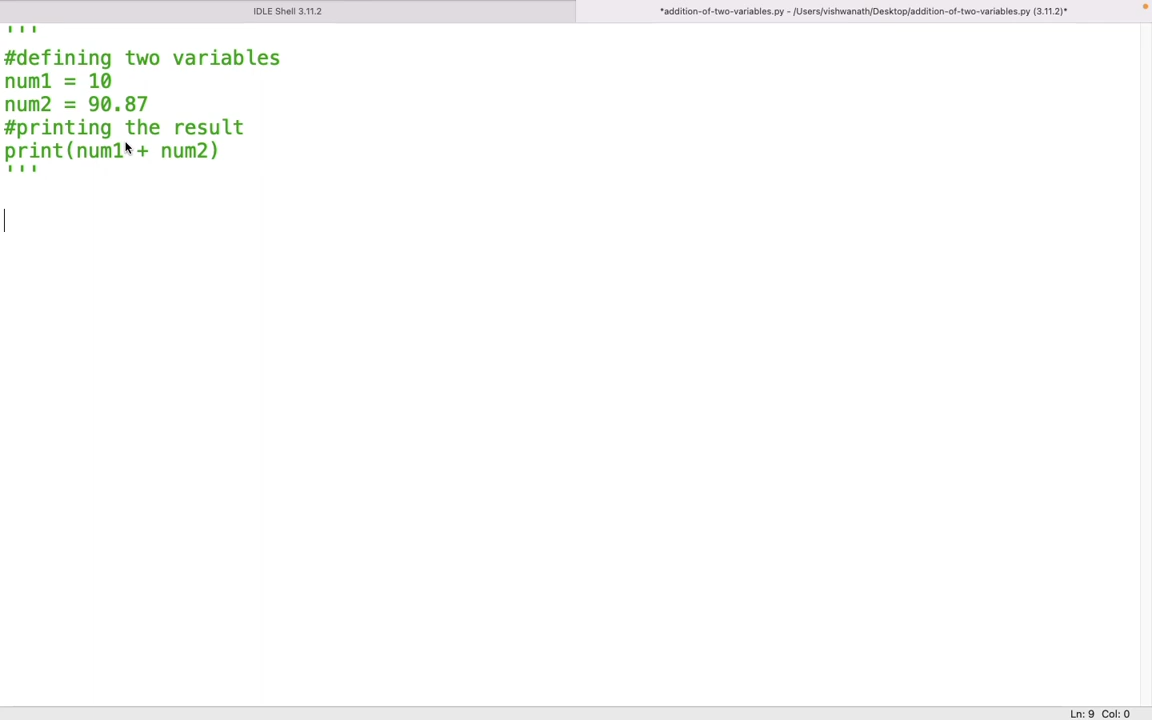 IDLE Shell 3.11.2
*addition-of-two-variables.py - /Users/vishwanath/Desktop/addition-of-two-variables.py (3.11.2)*
'''
#defining two variables
num1 = 10
num2 = 90.87
#printing the result
print(num1 + num2)
'''
Ln: 9 Col: 0